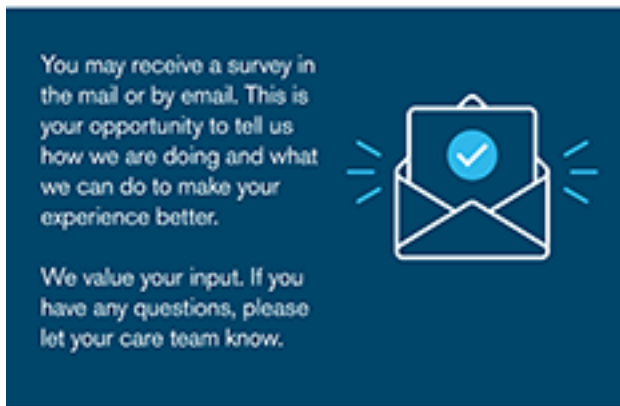 You may receive a survey in
the mail or by email. This is
your opportunity to tell us
how we are doing and what
we can do to make your
experience better.
We value your input. If you
have any questions, please
let your care team know.